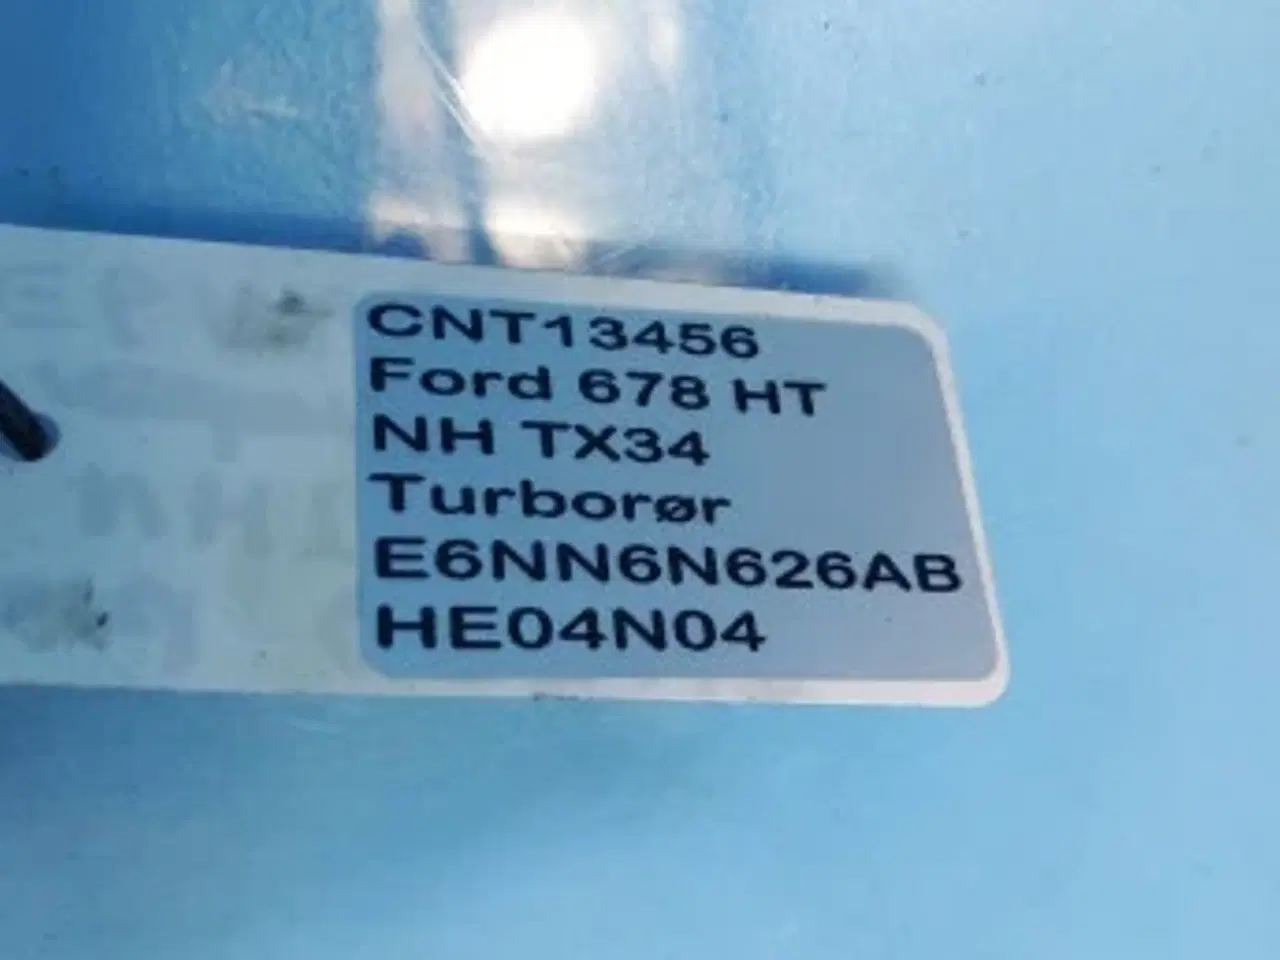 CNT13456
Ford 678 HT
NH TX34
Turborør
E6NN6N626AB
HE04N04